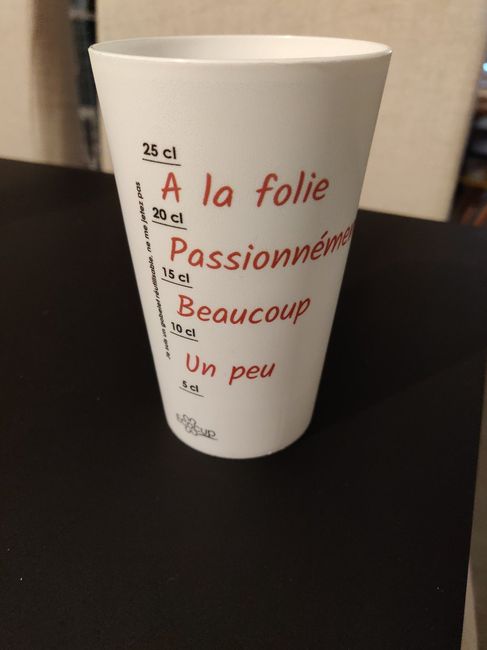 25 cl
A la folie
20 cl
Passionnémen
15 cl
Beaucoup
10 cl
Un peu
5 cl
Je suis un gobelet réutilisable, ne me jetez pas